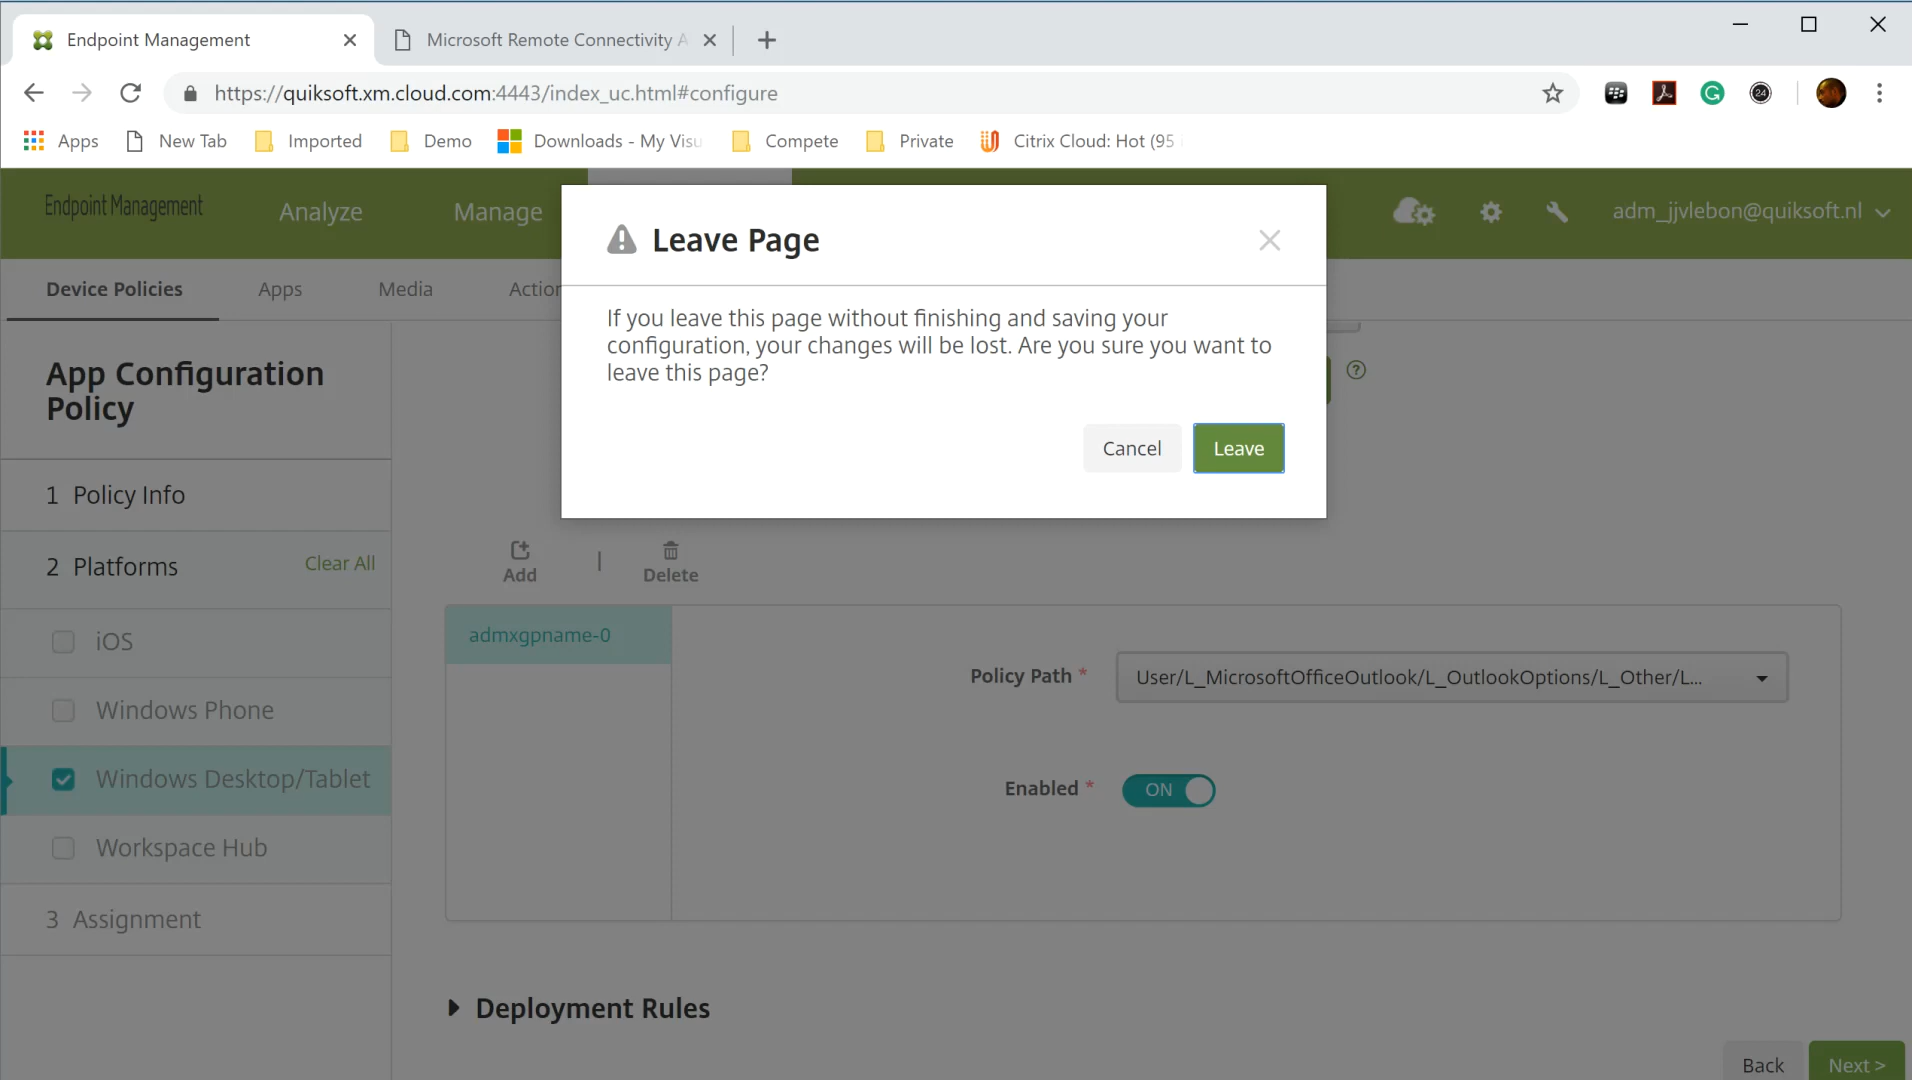 Endpoint Management
Microsoft Remote Connectivity A
https://quiksoft.xm.cloud.com:4443/index_uc.html#configure
24
Apps
New Tab
Imported
Demo
Downloads - My Visu
Compete
Private
Citrix Cloud: Hot (95
Endpoint Management
Analyze
Manage
adm_jjvlebon@quiksoft.nl
Device Policies
Apps
Media
Action
Leave Page
If you leave this page without finishing and saving your
configuration, your changes will be lost. Are you sure you want to
leave this page?
Cancel
Leave
App Configuration
Policy
1 Policy Info
2 Platforms
Clear All
iOS
Windows Phone
Windows Desktop/Tablet
Workspace Hub
3 Assignment
Add
|
Delete
admxgpname-0
Policy Path *
User/L_MicrosoftOfficeOutlook/L_OutlookOptions/L_Other/L...
Enabled *
ON
Deployment Rules
Back
Next >